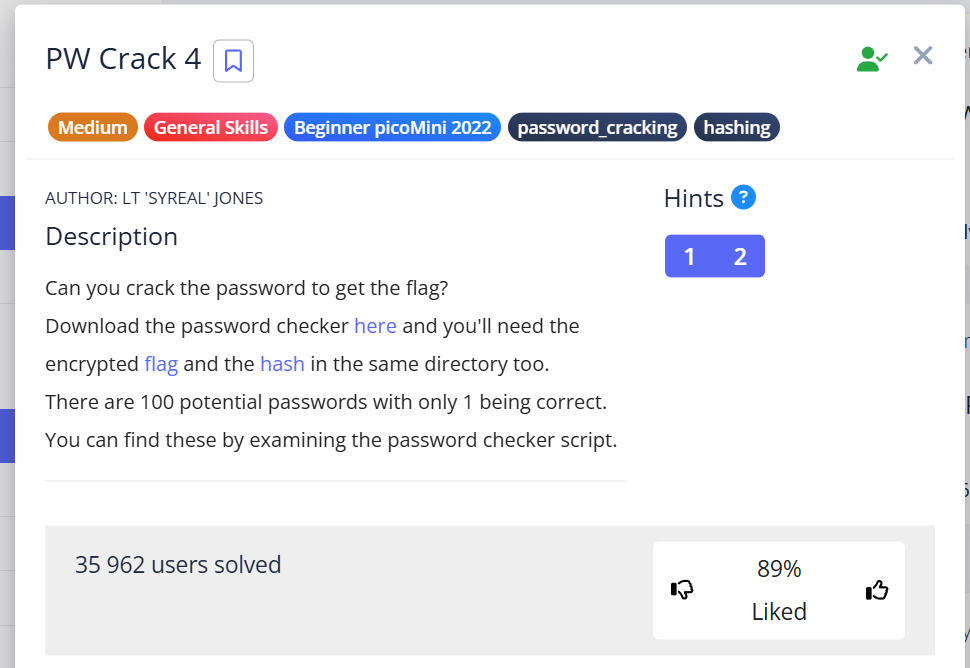 PW Crack 4
Medium General Skills Beginner picoMini 2022 password_cracking hashing
AUTHOR: LT 'SYREAL' JONES
Hints ?
Description
1 2
Can you crack the password to get the flag?
Download the password checker here and you'll need the
encrypted flag and the hash in the same directory too.
There are 100 potential passwords with only 1 being correct.
You can find these by examining the password checker script.
35 962 users solved
89%
Liked